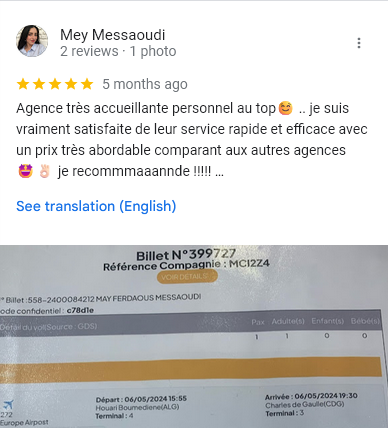 Mey Messaoudi
2 reviews · 1 photo
5 months ago
Agence très accueillante personnel au top😊 .. je suis
vraiment satisfaite de leur service rapide et efficace avec
un prix très abordable comparant aux autres agences
🤩👌🏻 je recommmaaannde !!!!! …
See translation (English)
Billet N°399727
Référence Compagnie : MCI2Z4
VOIR DETAILS
° Billet :558-2400084212 MAY FERDAOUS MESSAOUDI
ode confidentiel : c78d1e
Détail du vol(Source : GDS) Pax Adulte(s) Enfant(s) Bébé(s)
1 1 0 0
Départ : 06/05/2024 15:55 Arrivée : 06/05/2024 19:30
Houari Boumediene(ALG) Charles de Gaulle(CDG)
272 Terminal : 4 Terminal : 3
Europe Airpost